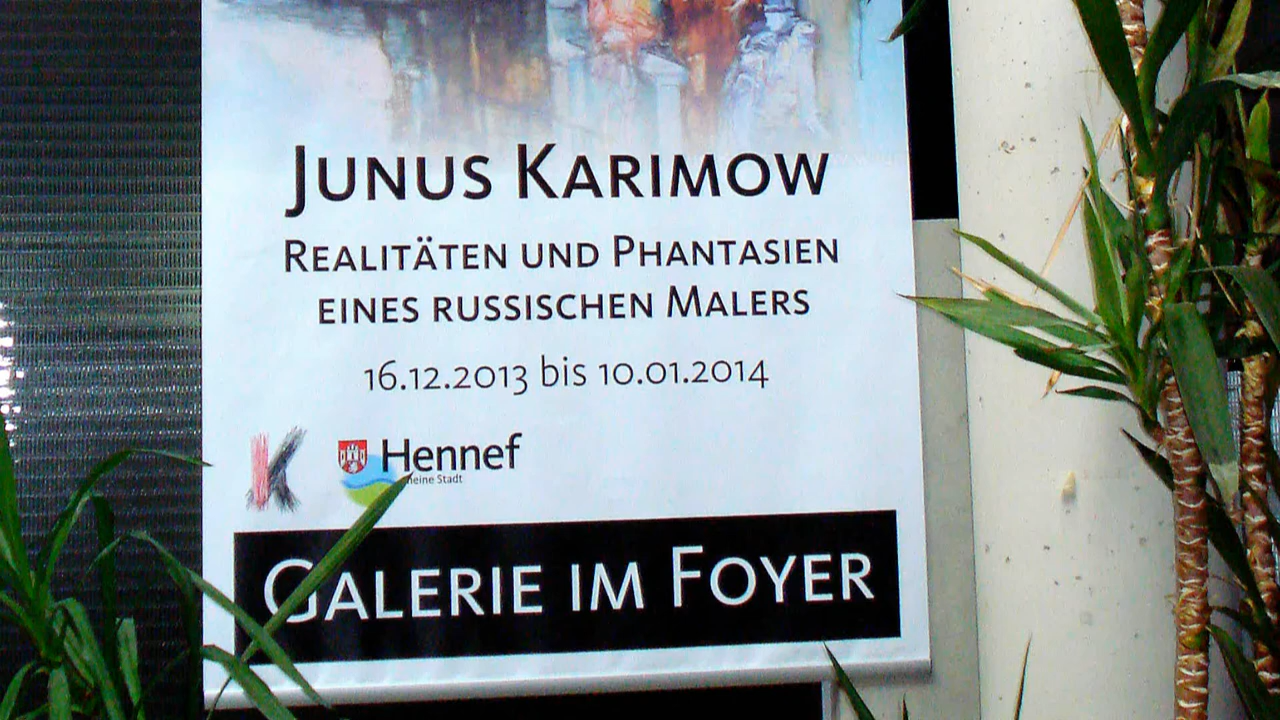 JUNUS KARIMOW
REALITÄTEN UND PHANTASIEN
EINES RUSSISCHEN MALERS
16.12.2013 bis 10.01.2014
K
Hennef
Stadt
GALERIE IM FOYER